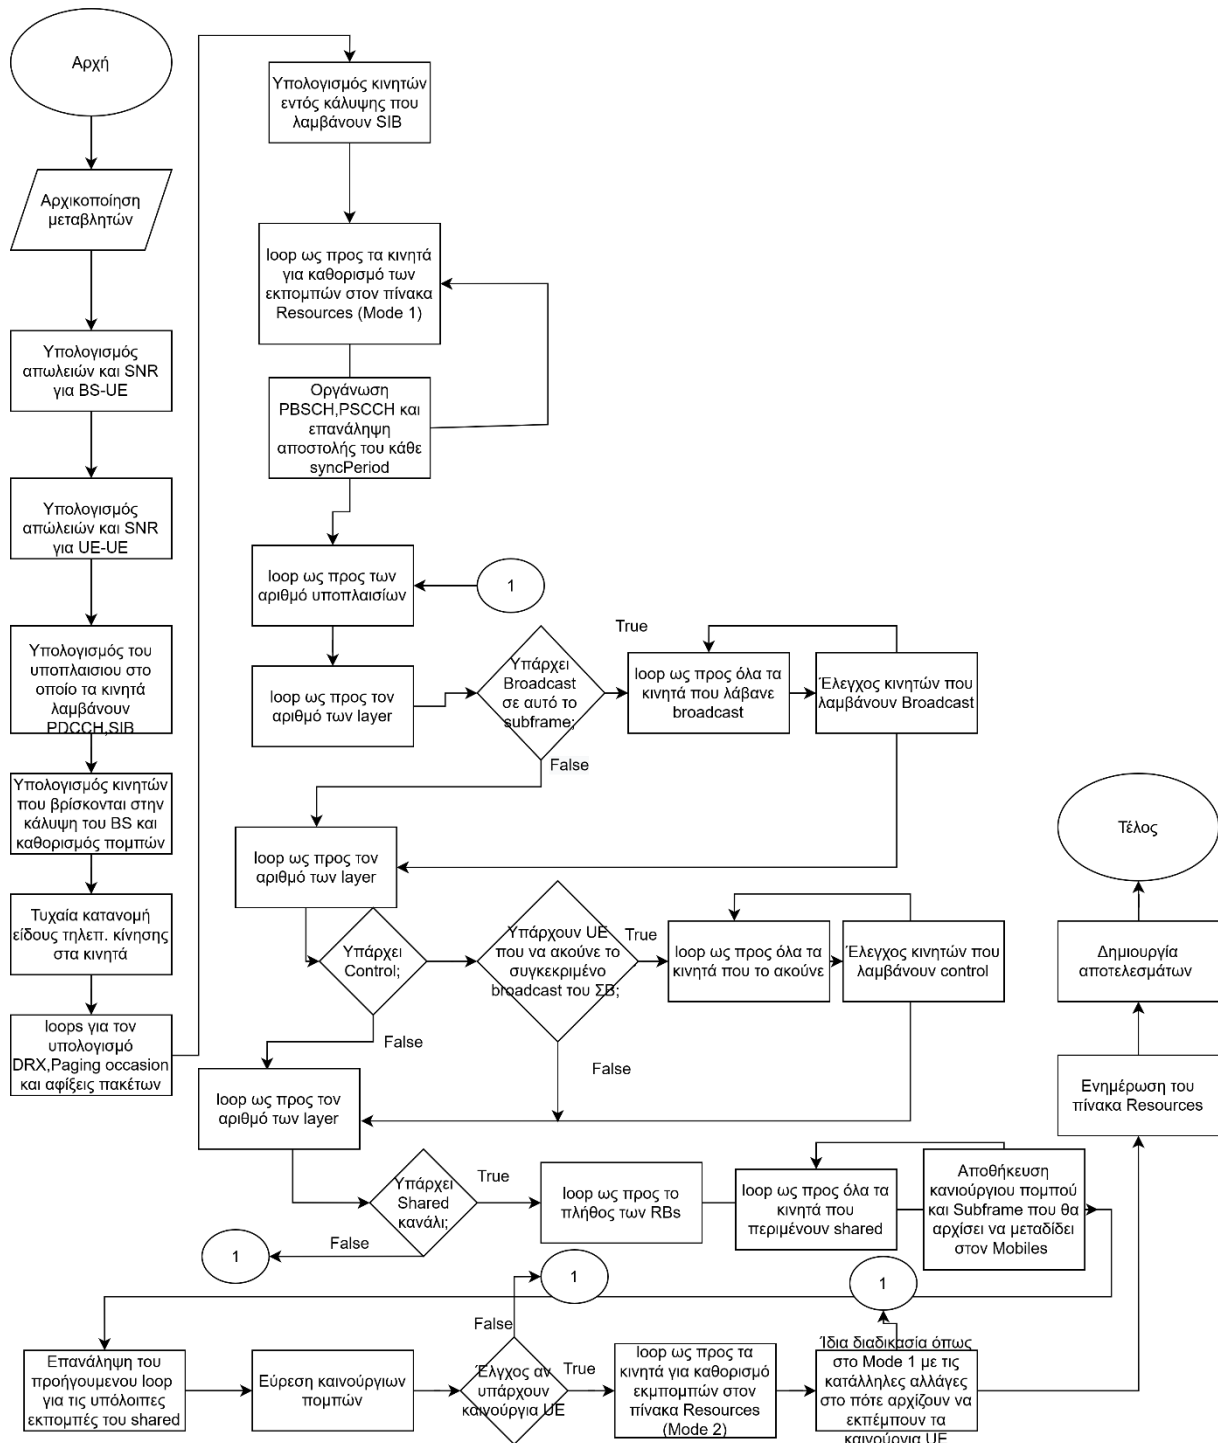 Αρχή
Αρχικοποίηση
μεταβλητών
Υπολογισμός
απωλειών και SNR
για BS-UE
Υπολογισμός
απώλειών και SNR
για UE-UE
Υπολογισμός του
υποπλαισιου στο
οποίο τα κινητά
λαμβάνουν
PDCCH,SIB
Υπολογισμός κινητών
που βρίσκονται στην
κάλυψη του BS και
καθορισμός πομπών
Τυχαία κατανομή
είδους τηλεπ. κίνησης
στα κινητά
loops για τον
υπολογισμό
DRX,Paging occasion
και αφίξεις πακέτων
Υπολογισμός κινητών
εντός κάλυψης που
λαμβάνουν SIB
loop ως προς τα κινητά
για καθορισμό των
εκπομπών στον πίνακα
Resources (Mode 1)
Οργάνωση
PBSCH,PSCCH και
επανάληψη
αποστολής του κάθε
syncPeriod
loop ως προς των
αριθμό υποπλαισίων
1
loop ως προς τον
αριθμό των layer
Υπάρχει
Broadcast
σε αυτό το
subframe;
True
False
loop ως προς όλα τα
κινητά που λάβανε
broadcast
Έλεγχος κινητών που
λαμβάνουν Broadcast
loop ως προς τον
αριθμό των layer
Υπάρχει
Control;
False
Υπάρχουν UE
που να ακούνε το
συγκεκριμένο
broadcast του ΣΒ;
True
False
loop ως προς όλα τα
κινητά που το ακούνε
Έλεγχος κινητών που
λαμβάνουν control
loop ως προς τον
αριθμό των layer
Υπάρχει
Shared
κανάλι;
True
False
1
loop ως προς το
πλήθος των RBs
loop ως προς όλα τα
κινητά που
περιμένουν shared
Αποθήκευση
κανιούργιου πομπού
και Subframe που θα
αρχίσει να μεταδίδει
στον Mobiles
Επανάληψη του
προήγουμενου loop
για τις υπόλοιπες
εκπομπές του shared
Εύρεση καινούργιων
πομπών
Έλγχος αν
υπάρχουν
καινούργια UE
False
1
True
loop ως προς τα
κινητά για καθορισμό
εκμπομπών στον
πίνακα Resources
(Mode 2)
1
Ίδια διαδικασία όπως
στο Mode 1 με τις
κατάλληλες αλλάγες
στο πότε αρχίζουν να
εκπέμπουν τα
καινούργια UE
Ενημέρωση του
πίνακα Resources
Δημιουργία
αποτελεσμάτων
Τέλος